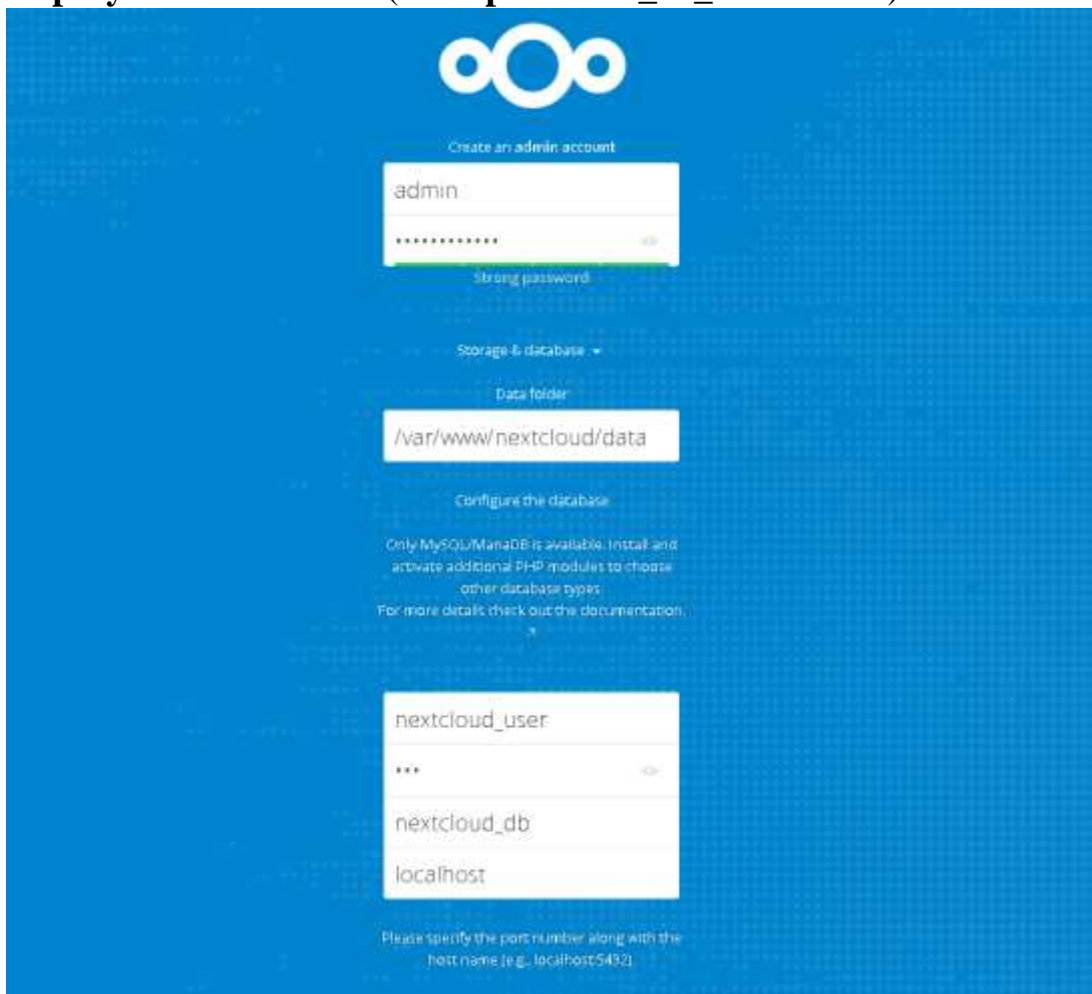 Create an admin account
admin
••••••••••••
Strong password
Storage & database
Data folder
/var/www/nextcloud/data
Configure the database
Only MySQL/MariaDB is available. Install and
activate additional PHP modules to choose
other database types.
For more details check out the documentation.
nextcloud_user
•••
nextcloud_db
localhost
Please specify the port number along with the
host name (e.g., localhost:5432)